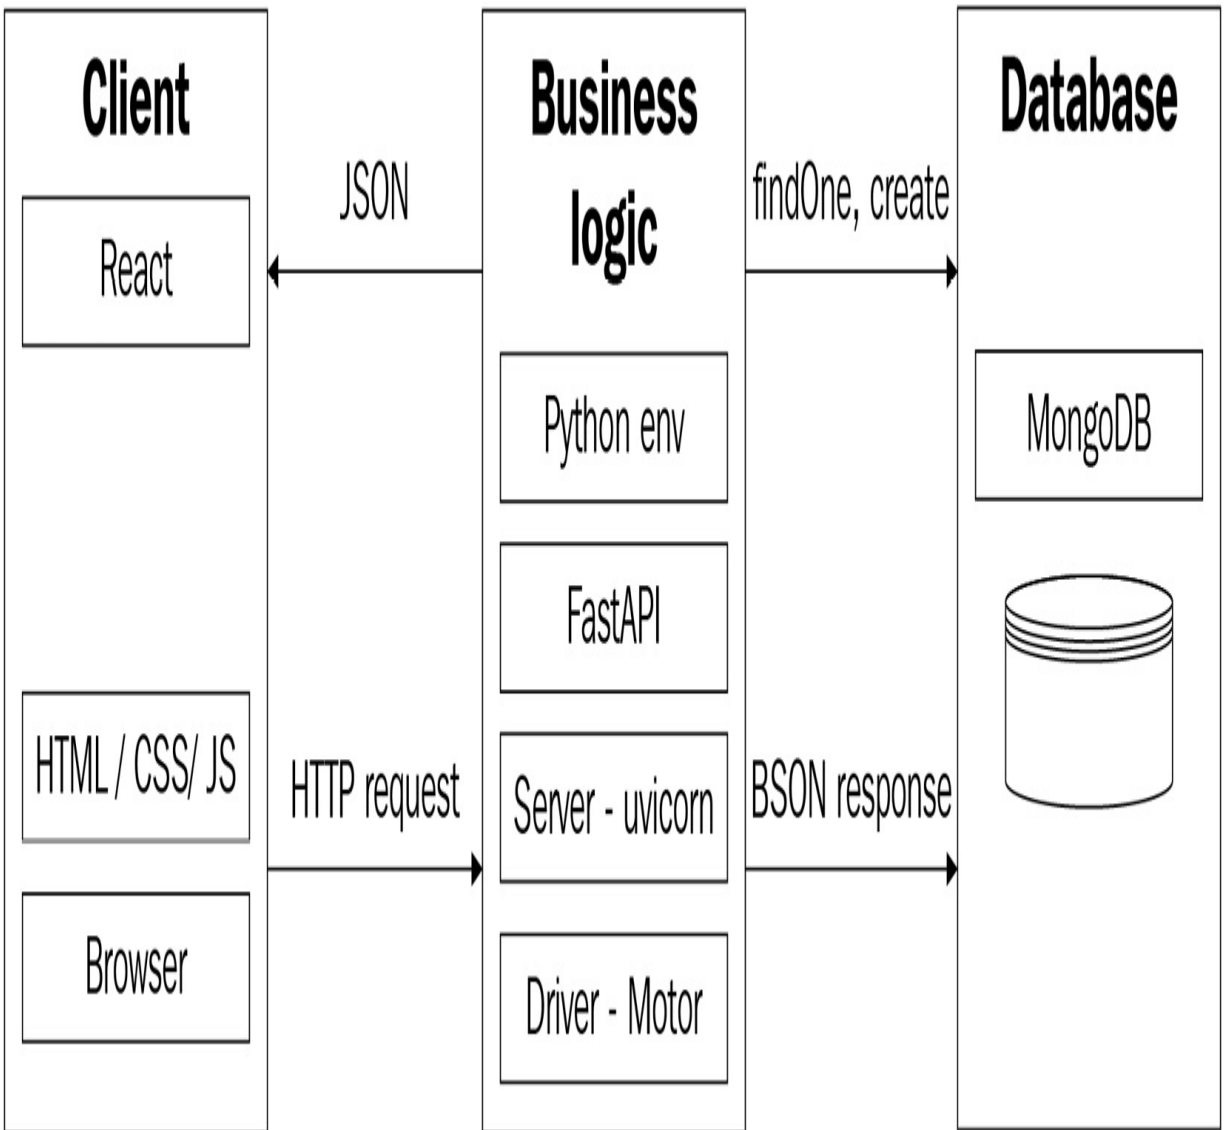 Client
React
HTML / CSS/ JS
Browser
JSON
HTTP request
Business
logic
Python env
FastAPI
Server - uvicorn
Driver - Motor
findOne, create
BSON response
Database
MongoDB